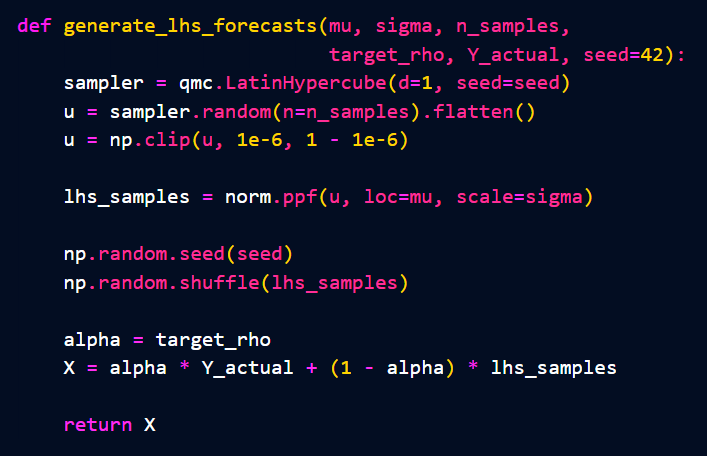 def generate_lhs_forecasts(mu, sigma, n_samples,
                           target_rho, Y_actual, seed=42):
    sampler = qmc.LatinHypercube(d=1, seed=seed)
    u = sampler.random(n=n_samples).flatten()
    u = np.clip(u, 1e-6, 1 - 1e-6)

    lhs_samples = norm.ppf(u, loc=mu, scale=sigma)

    np.random.seed(seed)
    np.random.shuffle(lhs_samples)

    alpha = target_rho
    X = alpha * Y_actual + (1 - alpha) * lhs_samples

    return X